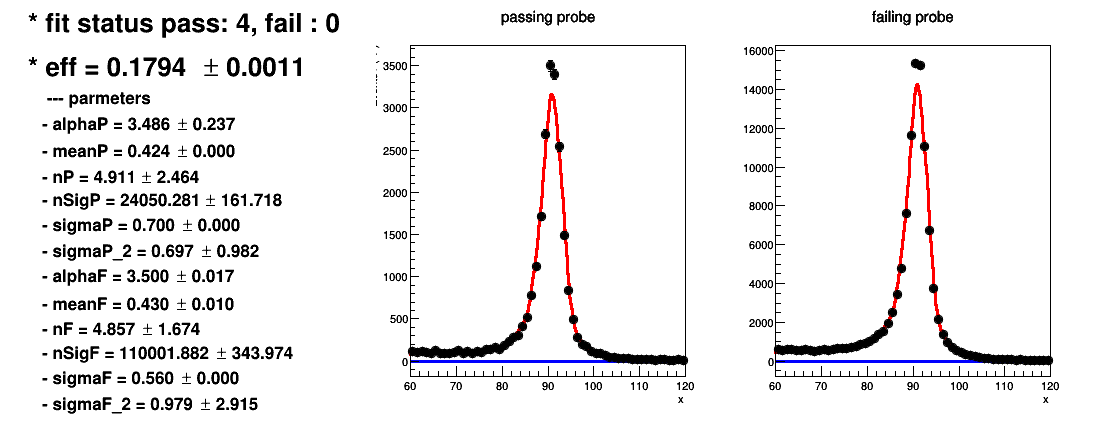 * fit status pass: 4, fail : 0
* eff = 0.1794 ± 0.0011
--- parmeters
- alphaP = 3.486 ± 0.237
- meanP = 0.424 ± 0.000
- nP = 4.911 ± 2.464
- nSigP = 24050.281 ± 161.718
- sigmaP = 0.700 ± 0.000
- sigmaP_2 = 0.697 ± 0.982
- alphaF = 3.500 ± 0.017
- meanF = 0.430 ± 0.010
- nF = 4.857 ± 1.674
- nSigF = 110001.882 ± 343.974
- sigmaF = 0.560 ± 0.000
- sigmaF_2 = 0.979 ± 2.915
passing probe
3500
3000
2500
2000
1500
1000
500
0
60 70 80 90 100 110 120
x
failing probe
16000
14000
12000
10000
8000
6000
4000
2000
0
60 70 80 90 100 110 120
x